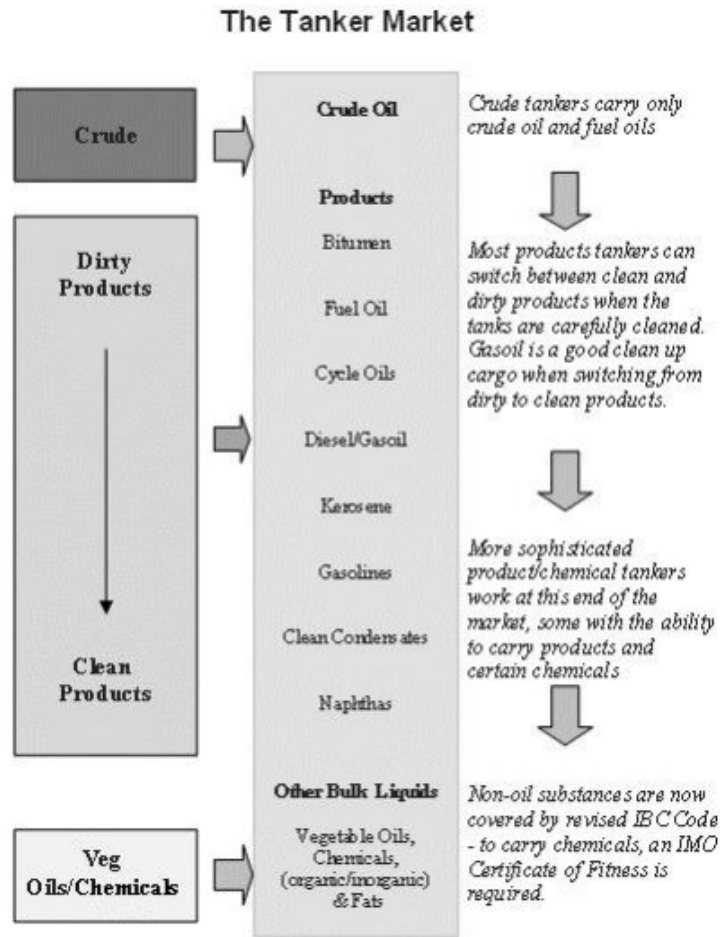 The Tanker Market
Crude
Dirty
Products
Clean
Products
Veg
Oils/Chemicals
Crude Oil
Products
Bitumen
Fuel Oil
Cycle Oils
Diesel/Gasoil
Kerosene
Gasolines
Clean Condensates
Naphthas
Other Bulk Liquids
Vegetable Oils,
Chemicals,
(organic/inorganic)
& Fats
Crude tankers carry only
crude oil and fuel oils
Most products tankers can
switch between clean and
dirty products when the
tanks are carefully cleaned.
Gasoil is a good clean up
cargo when switching from
dirty to clean products.
More sophisticated
product/chemical tankers
work at this end of the
market, some with the ability
to carry products and
certain chemicals
Non-oil substances are now
covered by revised IBC Code
- to carry chemicals, an IMO
Certificate of Fitness is
required.